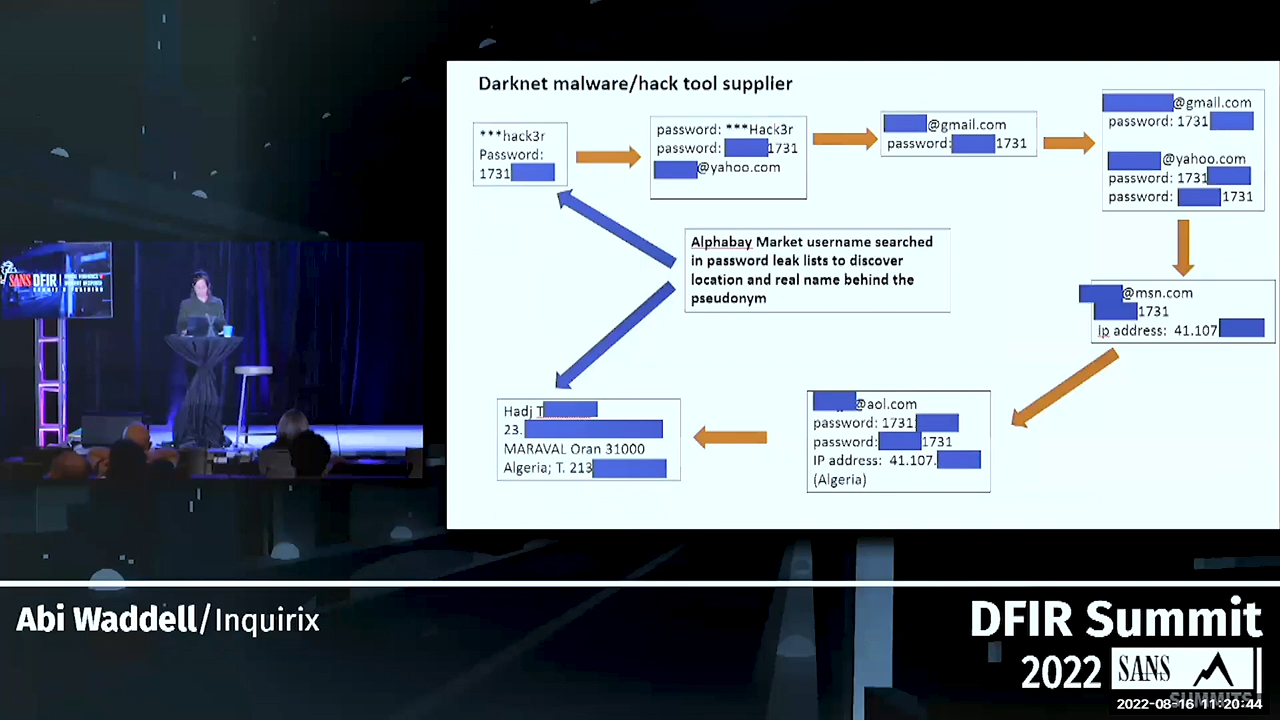 Darknet malware/hack tool supplier
***hack3r
Password:
1731
password: ***Hack3r
password: 1731
@yahoo.com
@gmail.com
password: 1731
@gmail.com
password: 1731
@yahoo.com
password: 1731
password: 1731
@msn.com
1731
Ip address: 41.107
@aol.com
password: 1731
password: 1731
IP address: 41.107.
(Algeria)
Hadj T
23.
MARAVAL Oran 31000
Algeria; T. 213
Alphabay Market username searched
in password leak lists to discover
location and real name behind the
pseudonym
SANS DFIR
Abi Waddell/Inquirix
DFIR Summit
2022 SANS
SUMMITS
2022-08-16 11:20:44